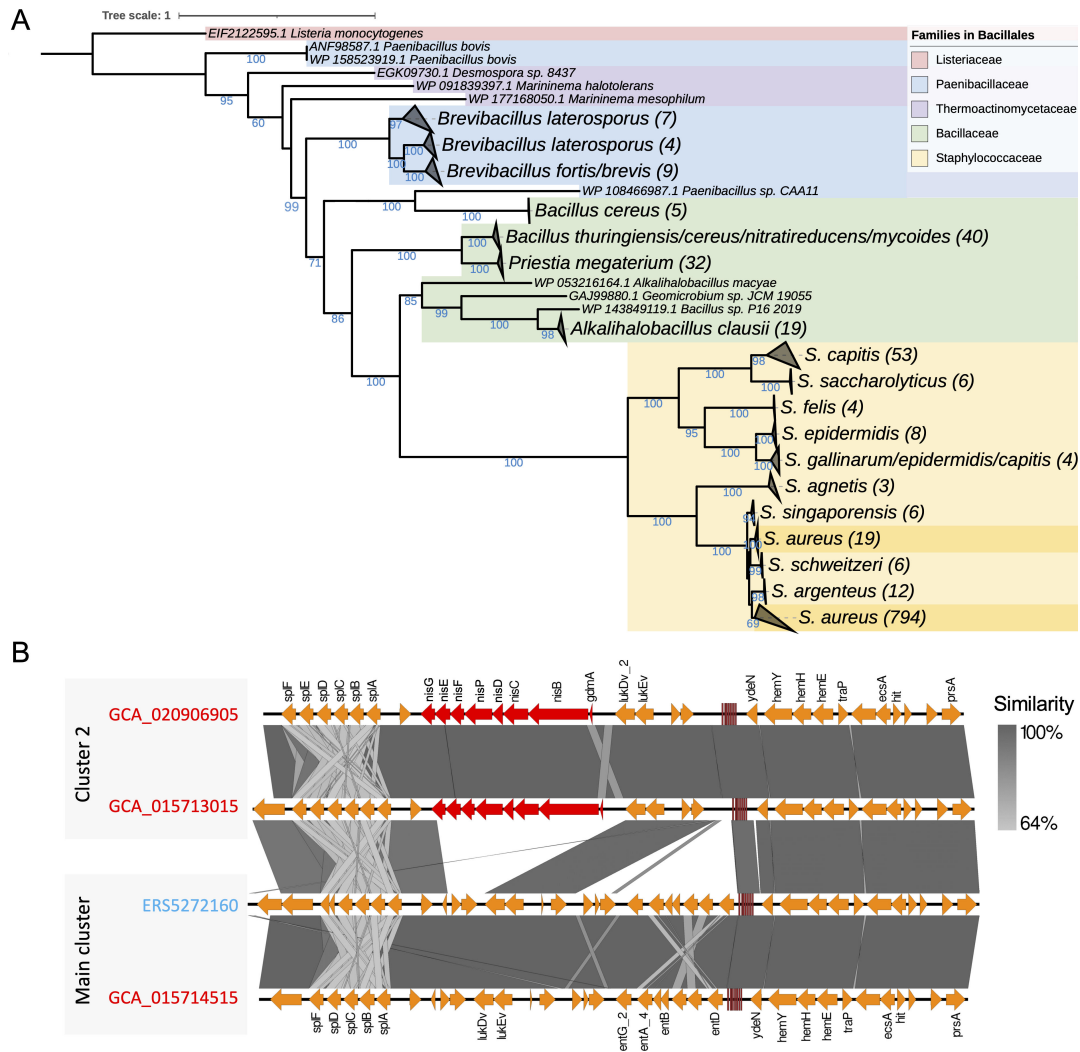 A
Tree scale: 1
EIF2122595.1 Listeria monocytogenes
ANF98587.1 Paenibacillus bovis
100
WP 158523919.1 Paenibacillus bovis
EGK09730.1 Desmospora sp. 8437
WP 091839397.1 Marininema halotolerans
95
WP 177168050.1 Marininema mesophilum
60
97
Brevibacillus laterosporus (7)
100
100
Brevibacillus laterosporus (4)
100
100
Brevibacillus fortis/brevis (9)
WP 108466987.1 Paenibacillus sp. CAA11
99
100
100
Bacillus cereus (5)
100
Bacillus thuringiensis/cereus/nitratireducens/mycoides (40)
71
100
100
Priestia megaterium (32)
WP 053216164.1 Alkalihalobacillus macyae
85
GAJ99880.1 Geomicrobium sp. JCM 19055
99
WP 143849119.1 Bacillus sp. P16 2019
86
100
98
Alkalihalobacillus clausii (19)
98
S. capitis (53)
100
100
S. saccharolyticus (6)
100
100
100
S. felis (4)
95
100
S. epidermidis (8)
100
100
S. gallinarum/epidermidis/capitis (4)
100
100
S. agnetis (3)
S. singaporensis (6)
100
100
S. aureus (19)
99
S. schweitzeri (6)
98
S. argenteus (12)
69
S. aureus (794)
Families in Bacillales
Listeriaceae
Paenibacillaceae
Thermoactinomycetaceae
Bacillaceae
Staphylococcaceae
B
Cluster 2
Main cluster
splF
splE
splD
splC
splB
splA
nisG
nisE
nisF
nisP
nisD
nisC
nisB
gdmA
lukDv_2
lukEv
ydeN
hemY
hemH
hemE
traP
ecsA
hit
prsA
GCA_020906905
GCA_015713015
ERS5272160
GCA_015714515
splF
splD
splC
splB
splA
lukDv
lukEv
entG_2
entA_4
entB
entD
ydeN
hemY
hemH
hemE
traP
ecsA
hit
prsA
Similarity
100%
64%